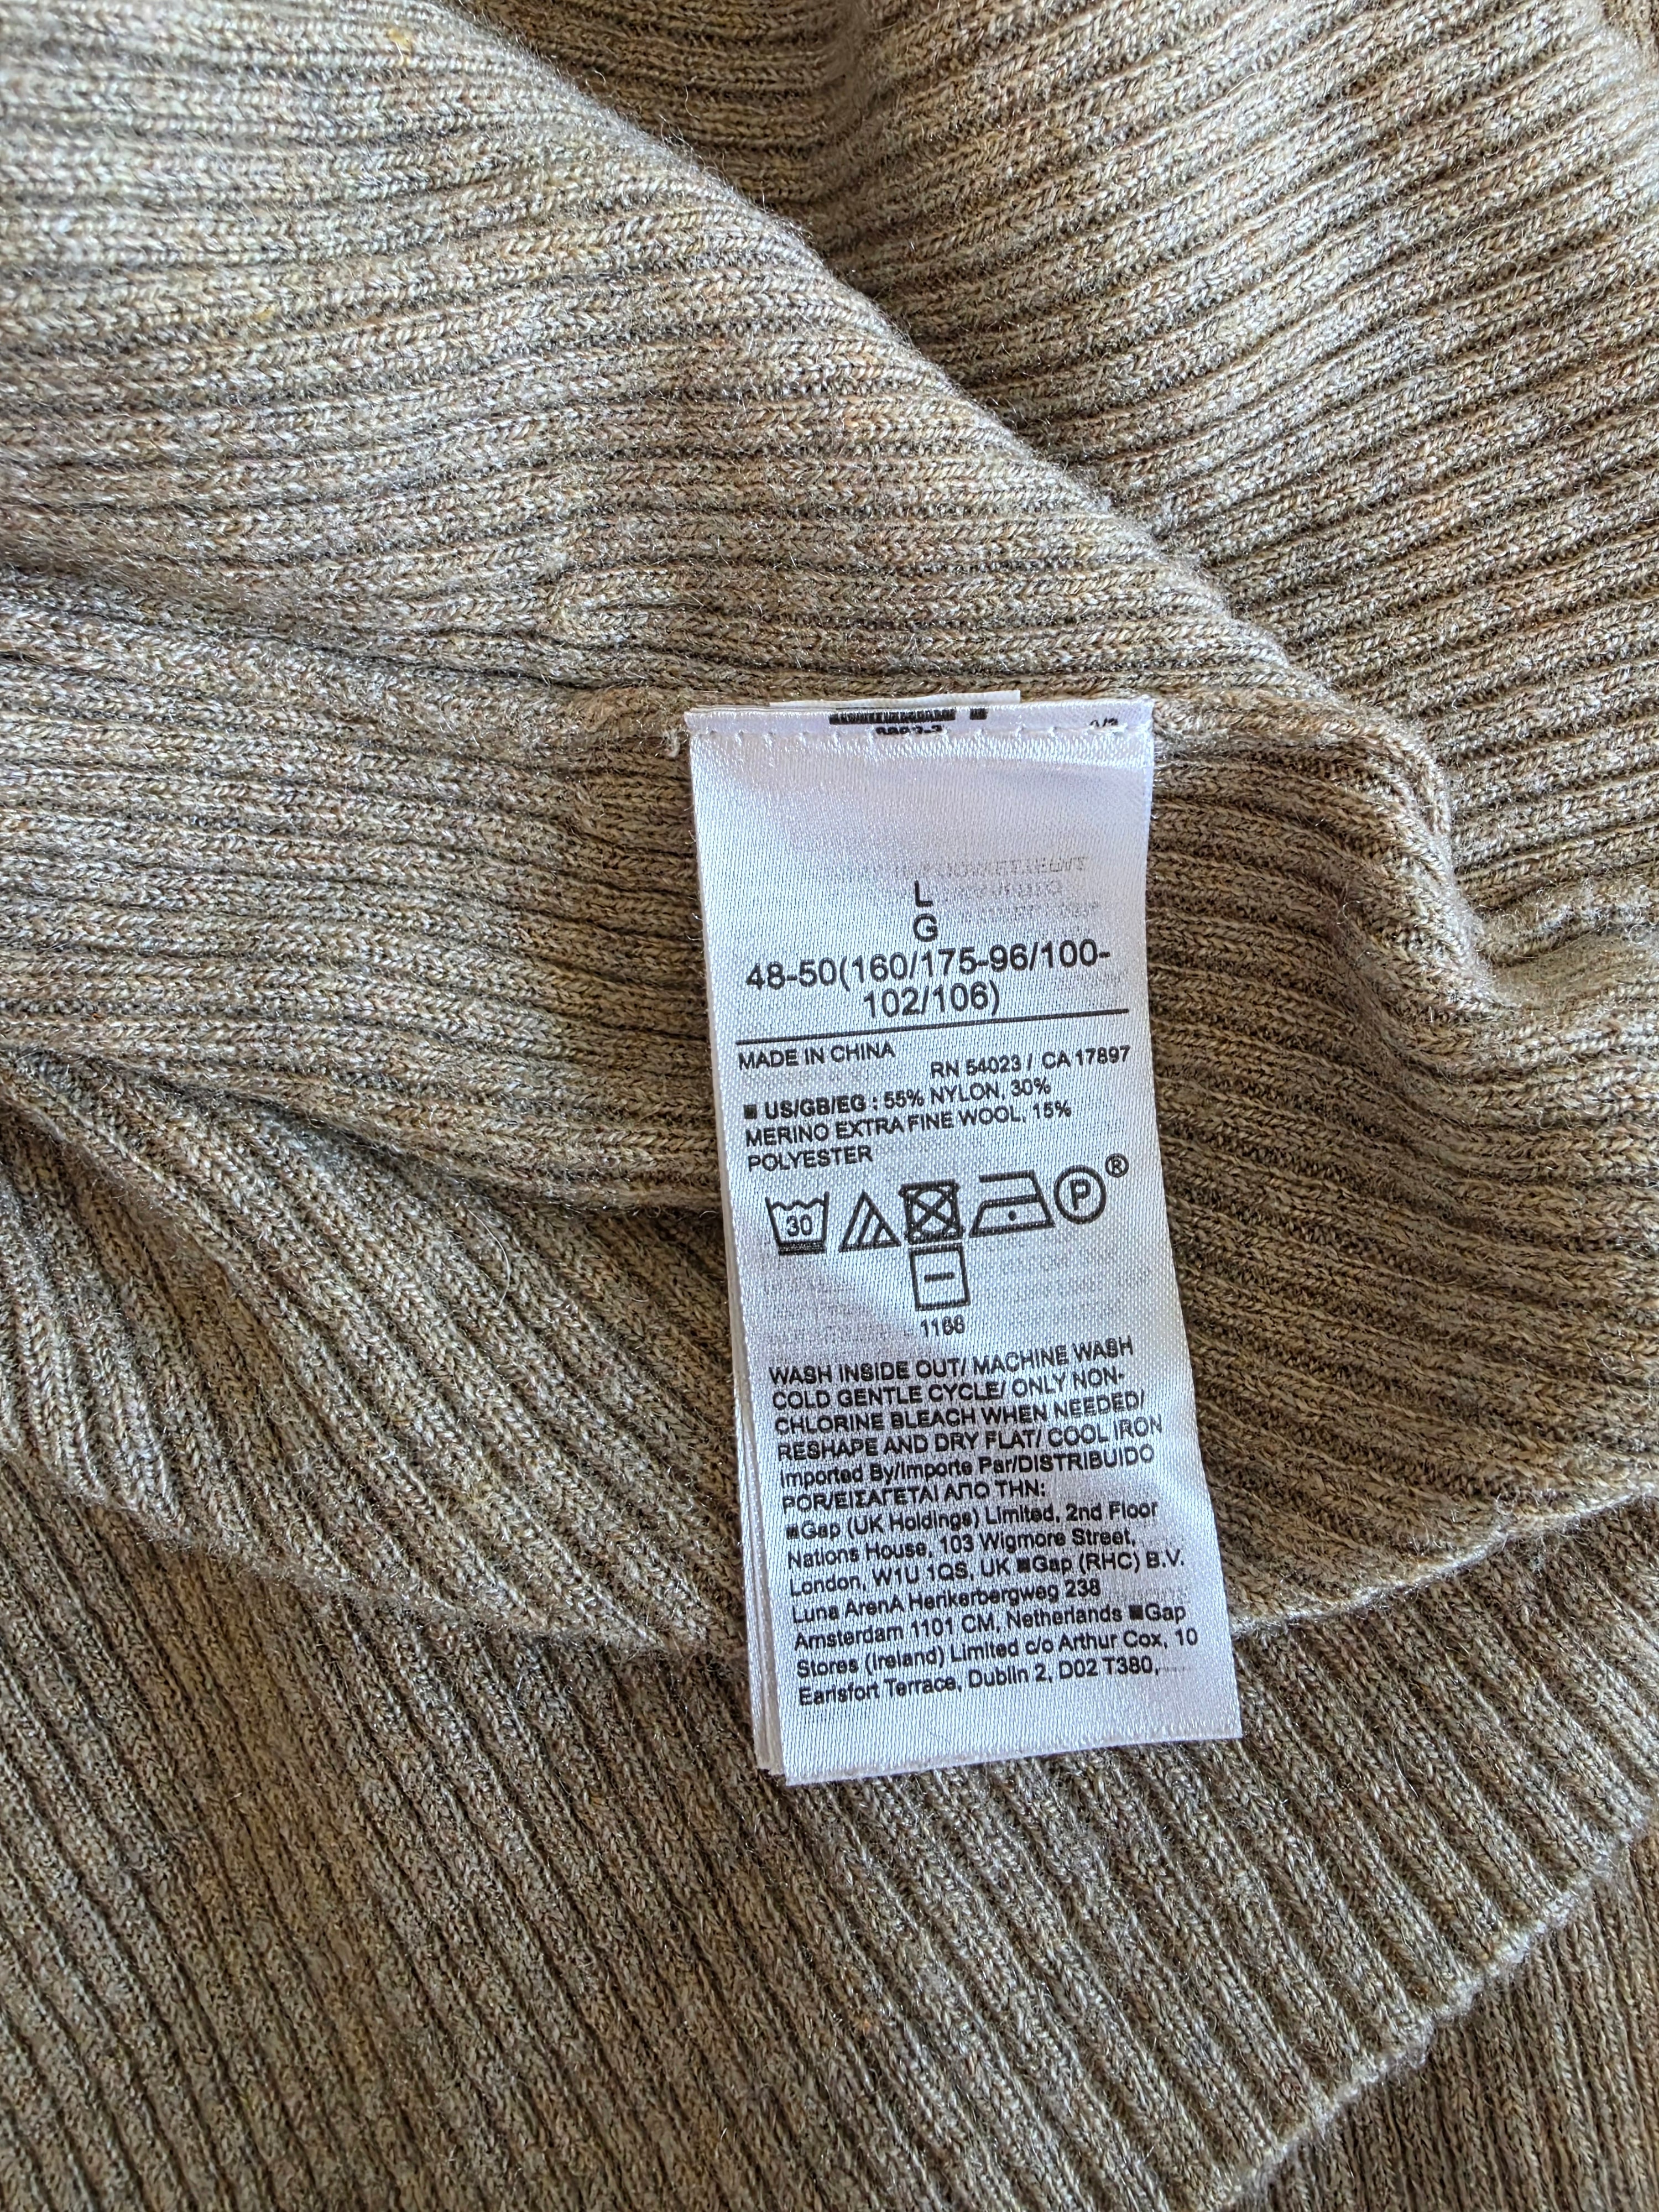 L
G
48-50(160/175-96/100-
102/106)
MADE IN CHINA
RN 54023 / CA 17897
■ US/GB/EG : 55% NYLON, 30%
MERINO EXTRA FINE WOOL, 15%
POLYESTER
30 P ®
1166
WASH INSIDE OUT/ MACHINE WASH
COLD GENTLE CYCLE/ ONLY NON-
CHLORINE BLEACH WHEN NEEDED/
RESHAPE AND DRY FLAT/ COOL IRON
Imported By/Importe Par/DISTRIBUIDO
POR/ΕΙΣΑΓΕΤΑΙ ΑΠΟ ΤΗΝ:
■Gap (UK Holdings) Limited, 2nd Floor
Nations House, 103 Wigmore Street,
London, W1U 1QS, UK ■Gap (RHC) B.V.
Luna ArenA Herikerbergweg 238
Amsterdam 1101 CM, Netherlands ■Gap
Stores (Ireland) Limited c/o Arthur Cox, 10
Earlsfort Terrace, Dublin 2, D02 T380,